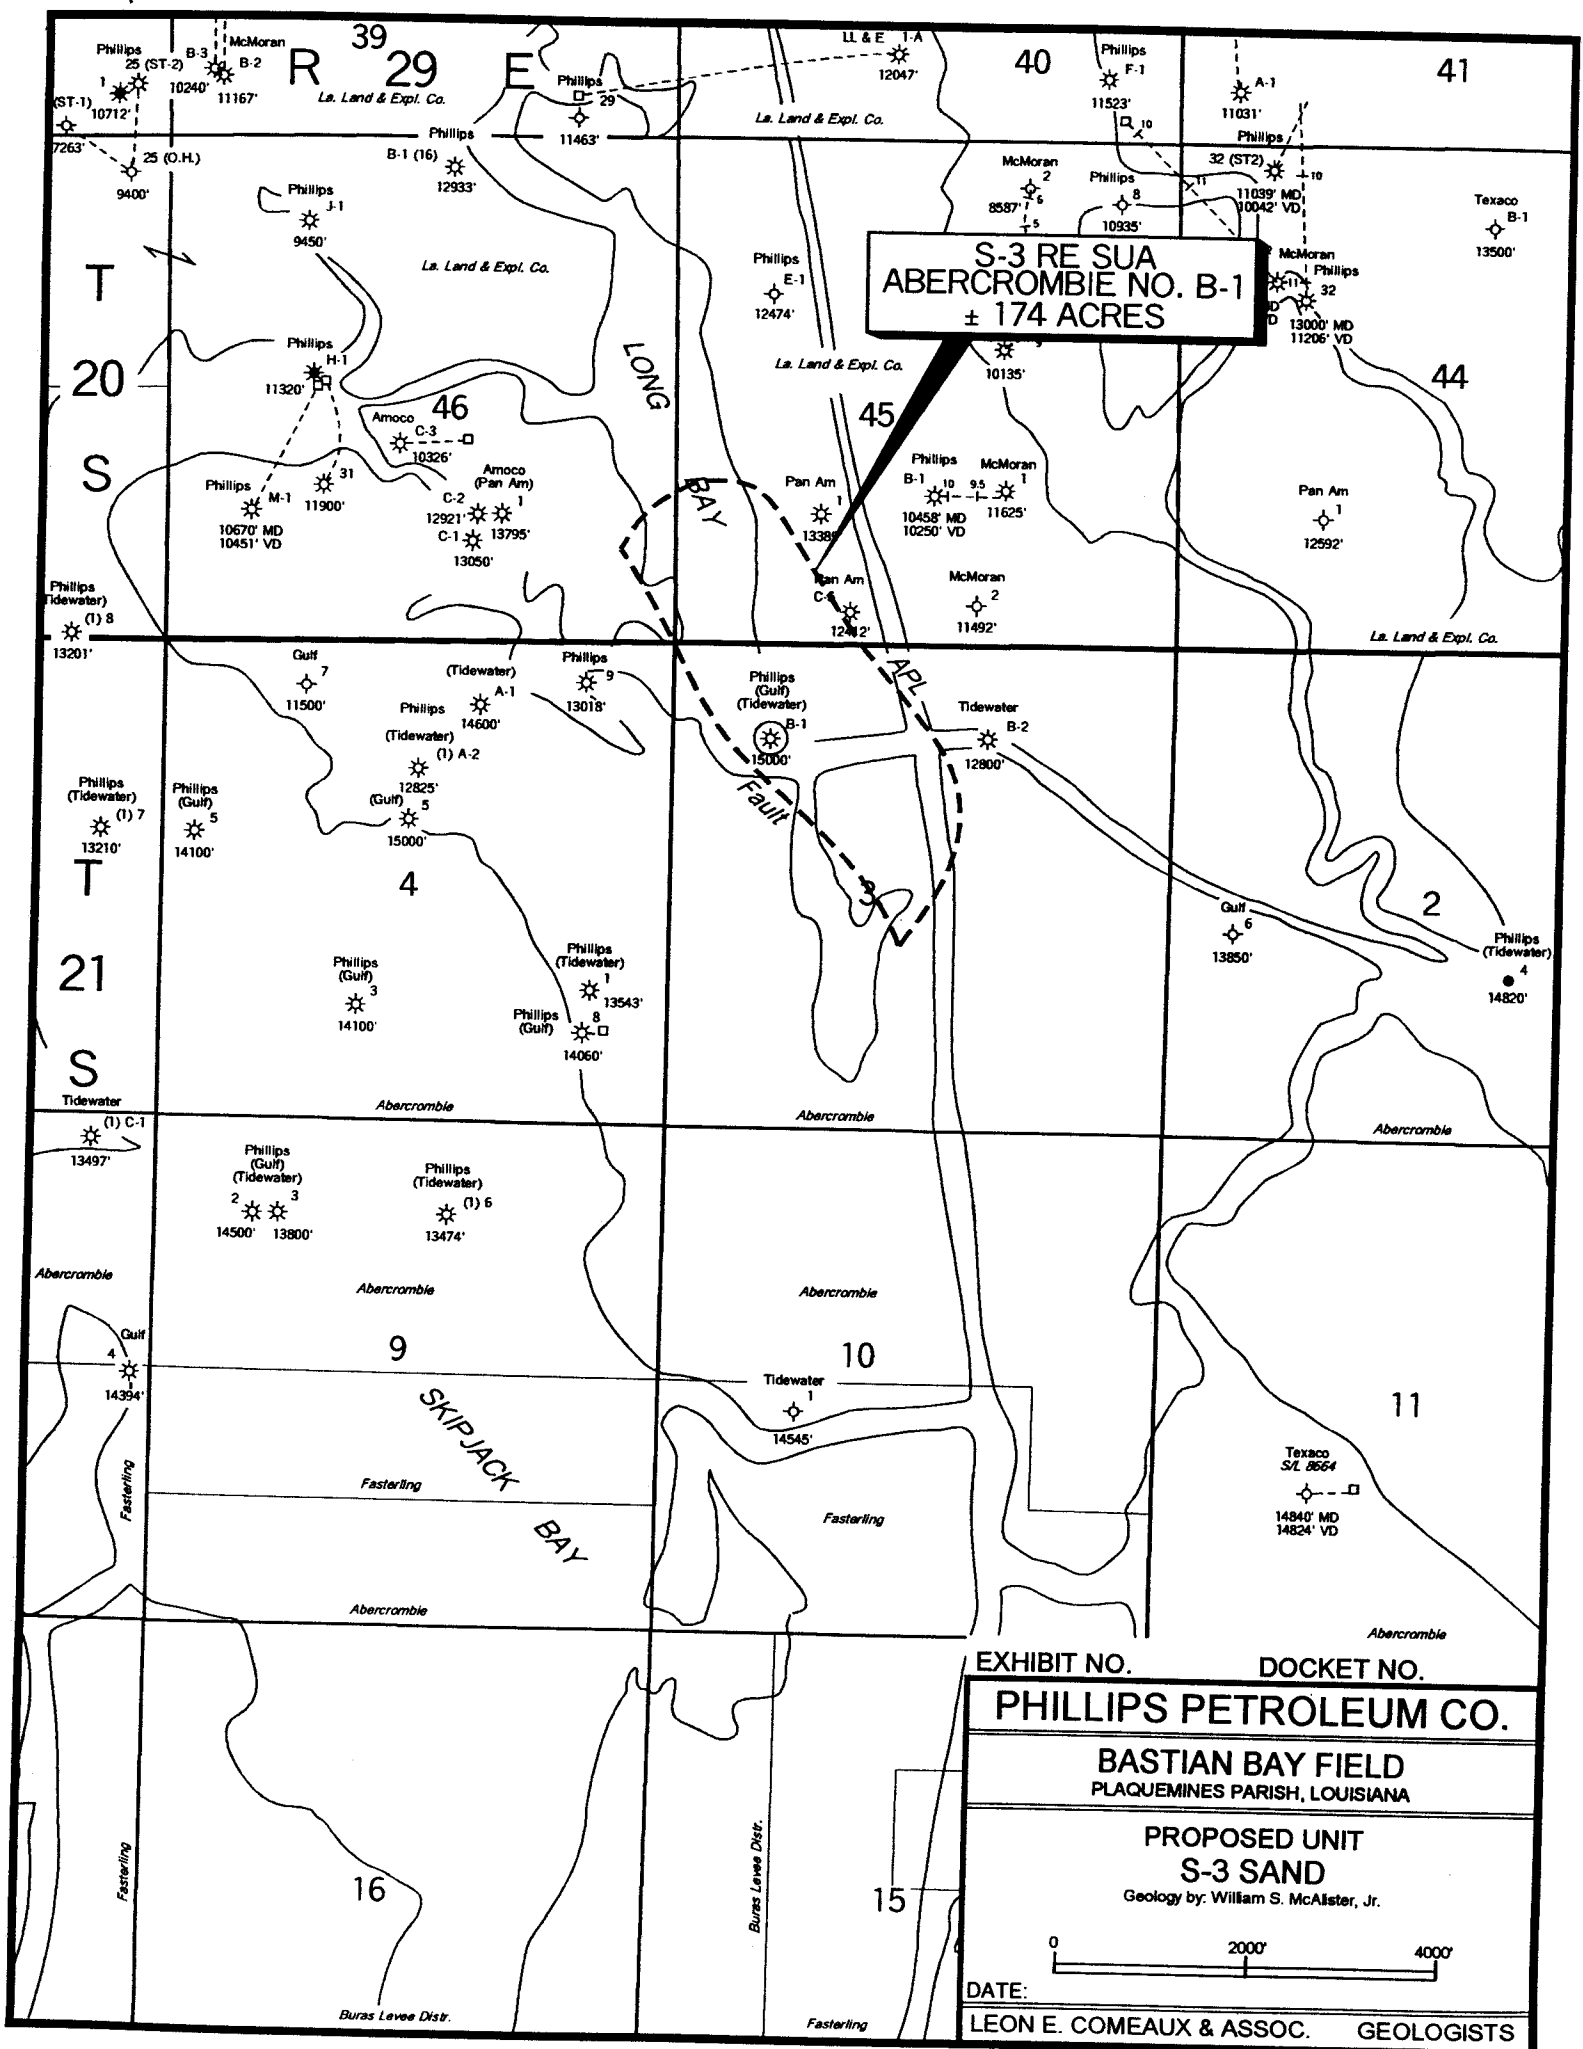 39
R 29 E
40
41
Phillips
25 (ST-2)
1
10712'
(ST-1)
7263'
25 (O.H.)
9400'
B-3
McMoran
B-2
10240'
11167'
La. Land & Expl. Co.
Phillips
29
11463'
LL & E 1-A
12047'
La. Land & Expl. Co.
Phillips
F-1
11523'
10
11
A-1
11031'
Phillips
32 (ST2)
11039' MD
10042' VD
10
Texaco
B-1
13500'
Phillips
B-1 (16)
12933'
Phillips
J-1
9450'
La. Land & Expl. Co.
McMoran
2
8587'
6
5
Phillips
8
10935'
Phillips
E-1
12474'
S-3 RE SUA
ABERCROMBIE NO. B-1
± 174 ACRES
McMoran
11
Phillips
32
13000' MD
11206' VD
10135'
T
20
S
LONG
BAY
La. Land & Expl. Co.
44
45
46
Phillips
H-1
11320'
Amoco
C-3
10326'
31
11900'
Phillips
M-1
10670' MD
10451' VD
Amoco
(Pan Am)
C-2
1
12921'
13795'
C-1
13050'
Pan Am
1
13389'
Phillips
B-1
10
9.5
McMoran
1
10458' MD
10250' VD
11625'
Pan Am
1
12592'
Pan Am
C-6
12412'
McMoran
2
11492'
La. Land & Expl. Co.
Phillips
Tidewater)
(1) 8
13201'
Gulf
7
11500'
(Tidewater)
A-1
14600'
Phillips
9
13018'
Phillips
(Tidewater)
(1) A-2
12825'
(Gulf)
5
15000'
Phillips
(Gulf)
(Tidewater)
B-1
15000'
APL
Tidewater
B-2
12800'
Fault
Phillips
(Tidewater)
(1) 7
13210'
Phillips
(Gulf)
5
14100'
T
21
S
4
3
2
Gulf
6
13850'
Phillips
(Tidewater)
4
14820'
Phillips
(Gulf)
3
14100'
Phillips
(Tidewater)
1
13543'
Phillips
(Gulf)
8
14060'
Tidewater
(1) C-1
13497'
Abercrombie
Abercrombie
Abercrombie
Phillips
(Gulf)
(Tidewater)
2
3
14500'
13800'
Phillips
(Tidewater)
(1) 6
13474'
Abercrombie
Abercrombie
Abercrombie
9
10
11
Gulf
4
14394'
Tidewater
1
14545'
SKIPJACK
BAY
Fasterling
Fasterling
Fasterling
Texaco
S/L 8664
14840' MD
14824' VD
Abercrombie
Abercrombie
16
15
Fasterling
Buras Levee Distr.
Buras Levee Distr.
Fasterling
EXHIBIT NO. DOCKET NO.
PHILLIPS PETROLEUM CO.
BASTIAN BAY FIELD
PLAQUEMINES PARISH, LOUISIANA
PROPOSED UNIT
S-3 SAND
Geology by: William S. McAlister, Jr.
0 2000' 4000'
DATE:
LEON E. COMEAUX & ASSOC. GEOLOGISTS